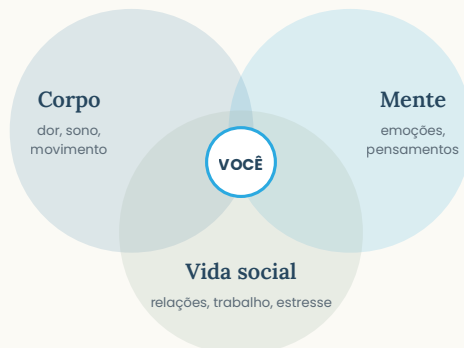 Corpo
dor, sono,
movimento
Mente
emoções,
pensamentos
VOCÊ
Vida social
relações, trabalho, estresse